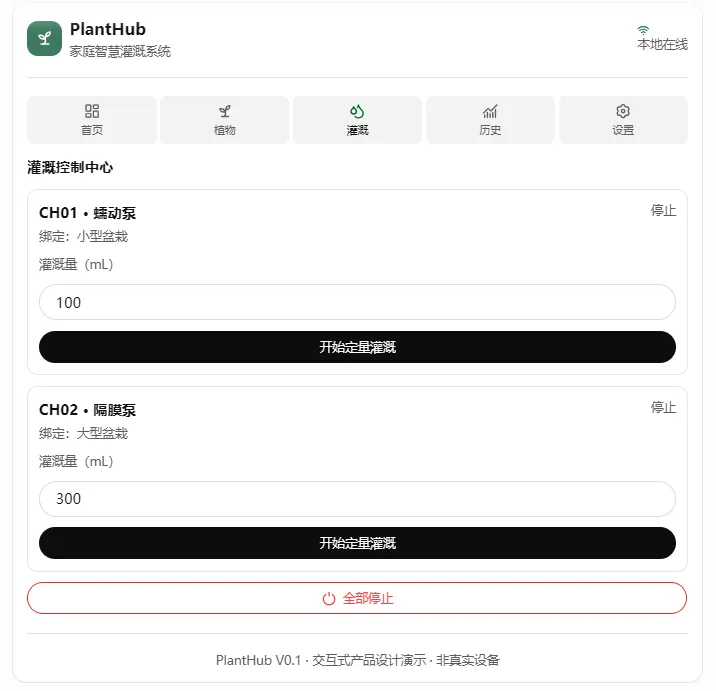 PlantHub
家庭智慧灌溉系统
本地在线
首页
植物
灌溉
历史
设置
灌溉控制中心
CH01 • 蠕动泵
停止
绑定：小型盆栽
灌溉量（mL）
100
开始定量灌溉
CH02 • 隔膜泵
停止
绑定：大型盆栽
灌溉量（mL）
300
开始定量灌溉
全部停止
PlantHub V0.1 · 交互式产品设计演示 · 非真实设备